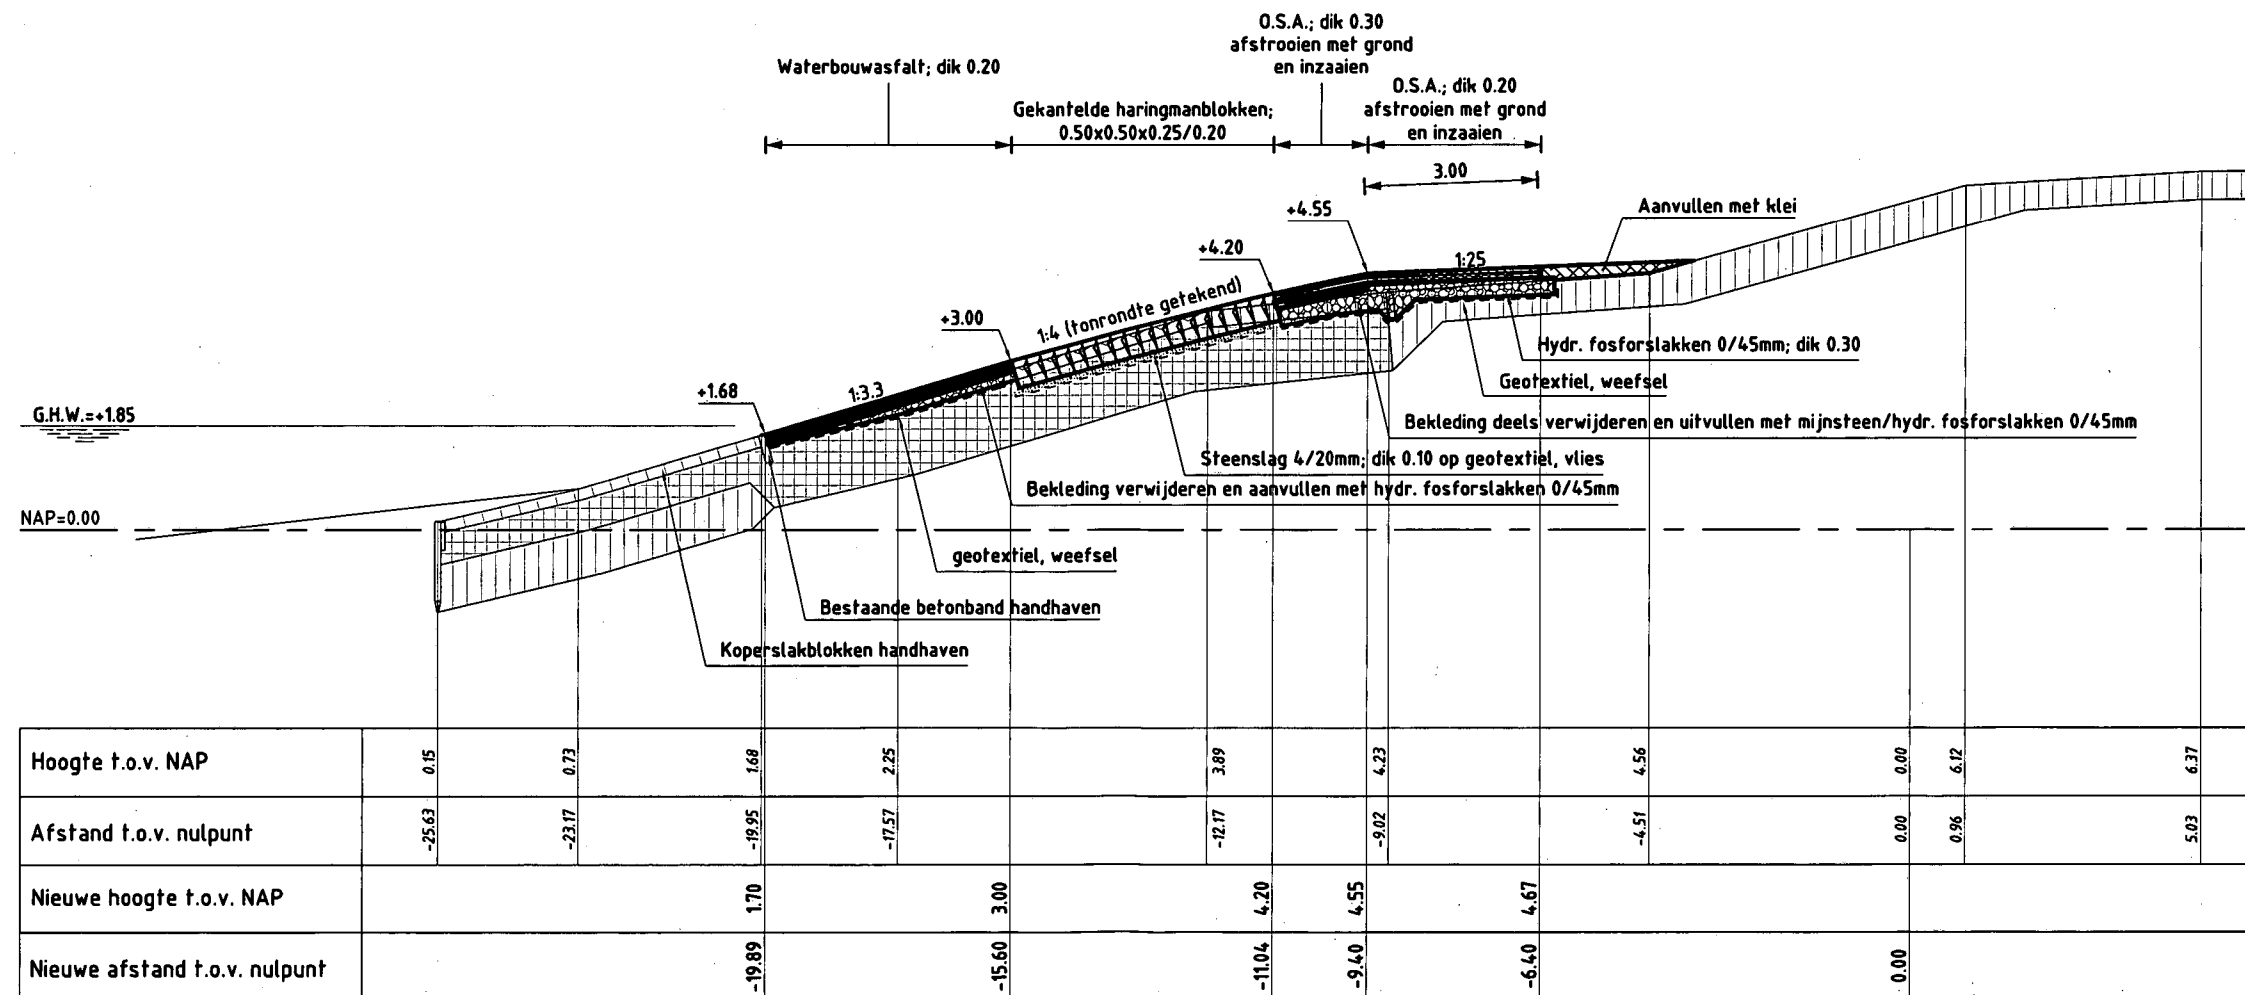 O.S.A.; dik 0.30
afstrooien met grond
en inzaaien
Waterbouwasfalt; dik 0.20
O.S.A.; dik 0.20
afstrooien met grond
en inzaaien
Gekantelde haringmanblokken;
0.50x0.50x0.25/0.20
3.00
+4.55
Aanvullen met klei
+4.20
1:25
1:4 (tonrondte getekend)
+3.00
Hydr. fosforslakken 0/45mm; dik 0.30
Geotextiel, weefsel
1:3.3
+1.68
G.H.W.=+1.85
Bekleding deels verwijderen en uitvullen met mijnsteen/hydr. fosforslakken 0/45mm
Steenslag 4/20mm; dik 0.10 op geotextiel, vlies
Bekleding verwijderen en aanvullen met hydr. fosforslakken 0/45mm
NAP=0.00
geotextiel, weefsel
Bestaande betonband handhaven
Koperslakblokken handhaven
Hoogte t.o.v. NAP 0.15 0.73 1.68 2.25 3.89 4.23 4.56 0.00 6.12 6.37
Afstand t.o.v. nulpunt -25.63 -23.17 -19.95 -17.57 -12.17 -9.02 -4.51 0.00 0.96 5.03
Nieuwe hoogte t.o.v. NAP 1.70 3.00 4.20 4.55 4.67
Nieuwe afstand t.o.v. nulpunt -19.89 -15.60 -11.04 -9.40 -6.40 0.00